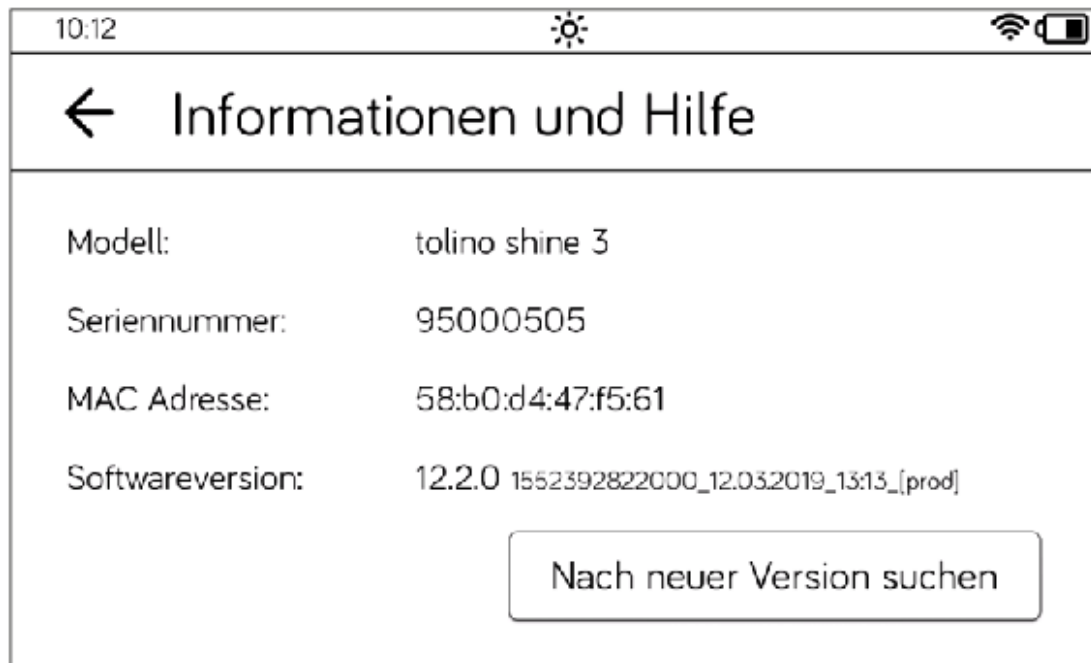 10:12
Informationen und Hilfe
Modell: tolino shine 3
Seriennummer: 95000505
MAC Adresse: 58:b0:d4:47:f5:61
Softwareversion: 12.2.0 1552392822000_12.03.2019_13:13_[prod]
Nach neuer Version suchen